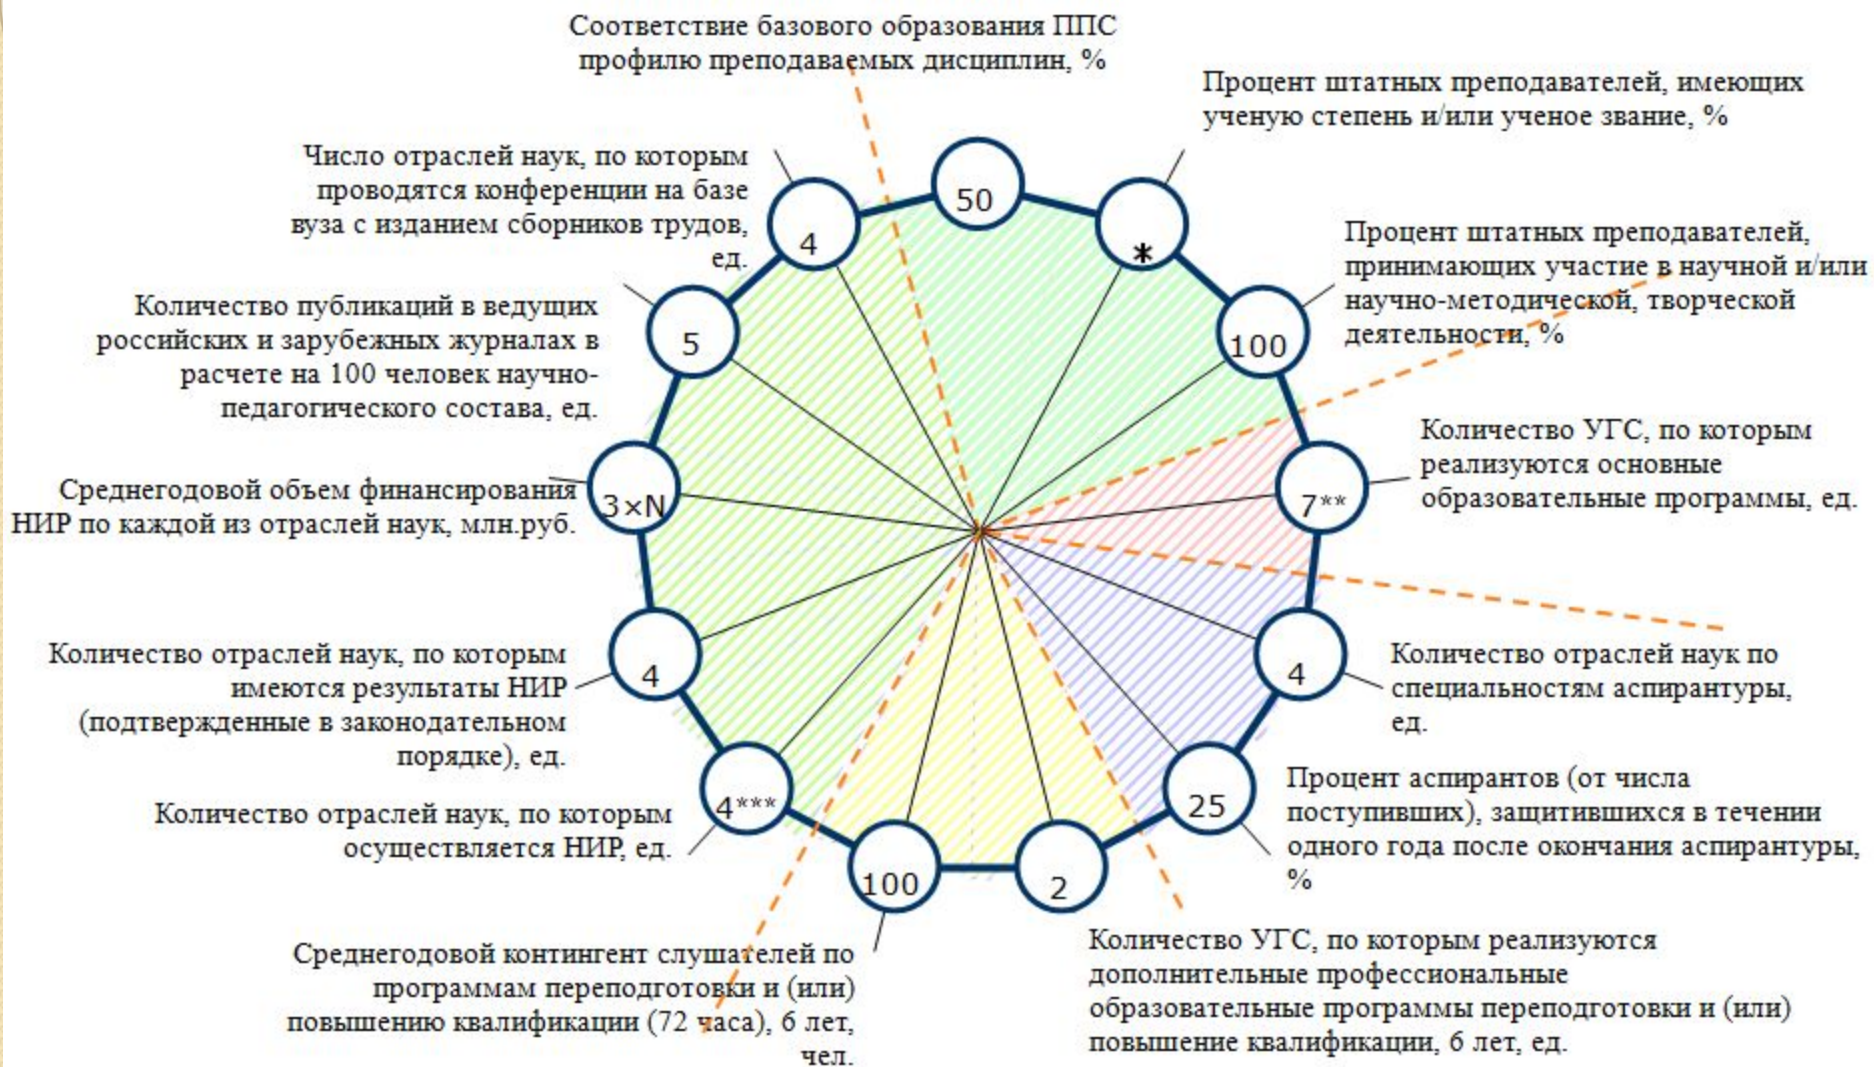 Соответствие базового образования ППС
профилю преподаваемых дисциплин, %
50
Процент штатных преподавателей, имеющих
ученую степень и/или ученое звание, %
*
Процент штатных преподавателей,
принимающих участие в научной и/или
научно-методической, творческой
деятельности, %
100
Количество УГС, по которым
реализуются основные
образовательные программы, ед.
7**
Количество отраслей наук по
специальностям аспирантуры,
ед.
4
Процент аспирантов (от числа
поступивших), защитившихся в течении
одного года после окончания аспирантуры,
%
25
Количество УГС, по которым реализуются
дополнительные профессиональные
образовательные программы переподготовки и (или)
повышение квалификации, 6 лет, ед.
2
Среднегодовой контингент слушателей по
программам переподготовки и (или)
повышению квалификации (72 часа), 6 лет,
чел.
100
Количество отраслей наук, по которым
осуществляется НИР, ед.
4***
Количество отраслей наук, по которым
имеются результаты НИР
(подтвержденные в законодательном
порядке), ед.
4
Среднегодовой объем финансирования
НИР по каждой из отраслей наук, млн.руб.
3×N
Количество публикаций в ведущих
российских и зарубежных журналах в
расчете на 100 человек научно-
педагогического состава, ед.
5
Число отраслей наук, по которым
проводятся конференции на базе
вуза с изданием сборников трудов,
ед.
4